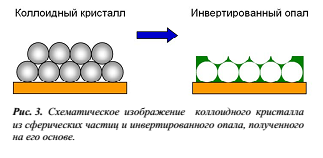 Коллоидный кристалл
Инвертированный опал
Рис. 3. Схематическое изображение коллоидного кристалла
из сферических частиц и инвертированного опала, полученного
на его основе.